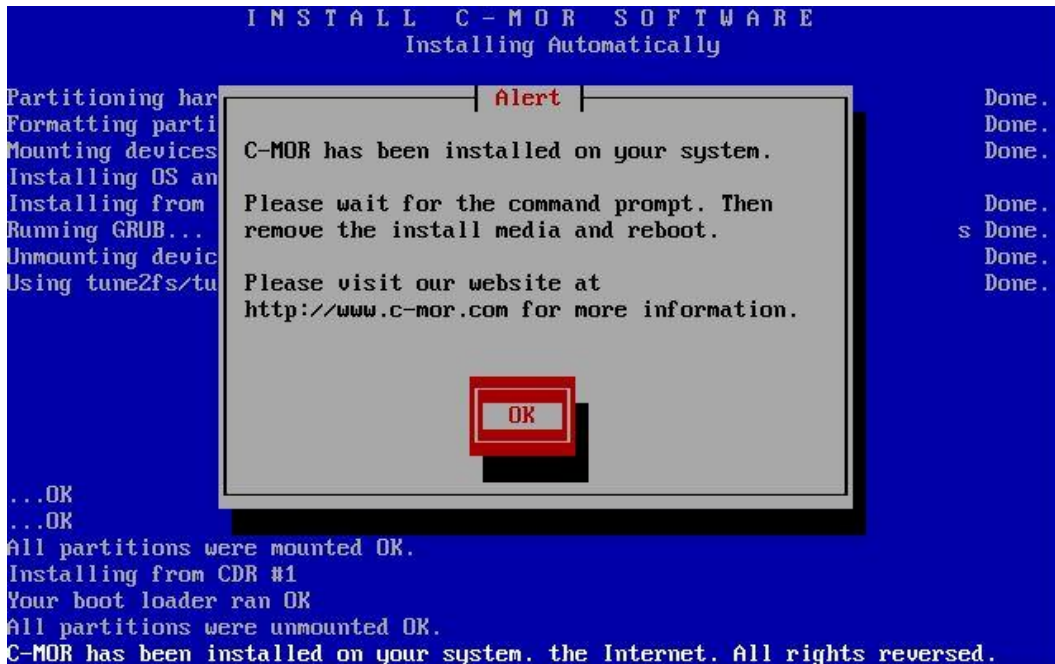 I N S T A L L   C - M O R   S O F T W A R E
Installing Automatically
Partitioning har Done.
Formatting parti Done.
Mounting devices Done.
Installing OS an
Installing from Done.
Running GRUB... s Done.
Unmounting devic Done.
Using tune2fs/tu Done.
Alert
C-MOR has been installed on your system.
Please wait for the command prompt. Then
remove the install media and reboot.
Please visit our website at
http://www.c-mor.com for more information.
OK
...OK
...OK
All partitions were mounted OK.
Installing from CDR #1
Your boot loader ran OK
All partitions were unmounted OK.
C-MOR has been installed on your system. the Internet. All rights reversed.